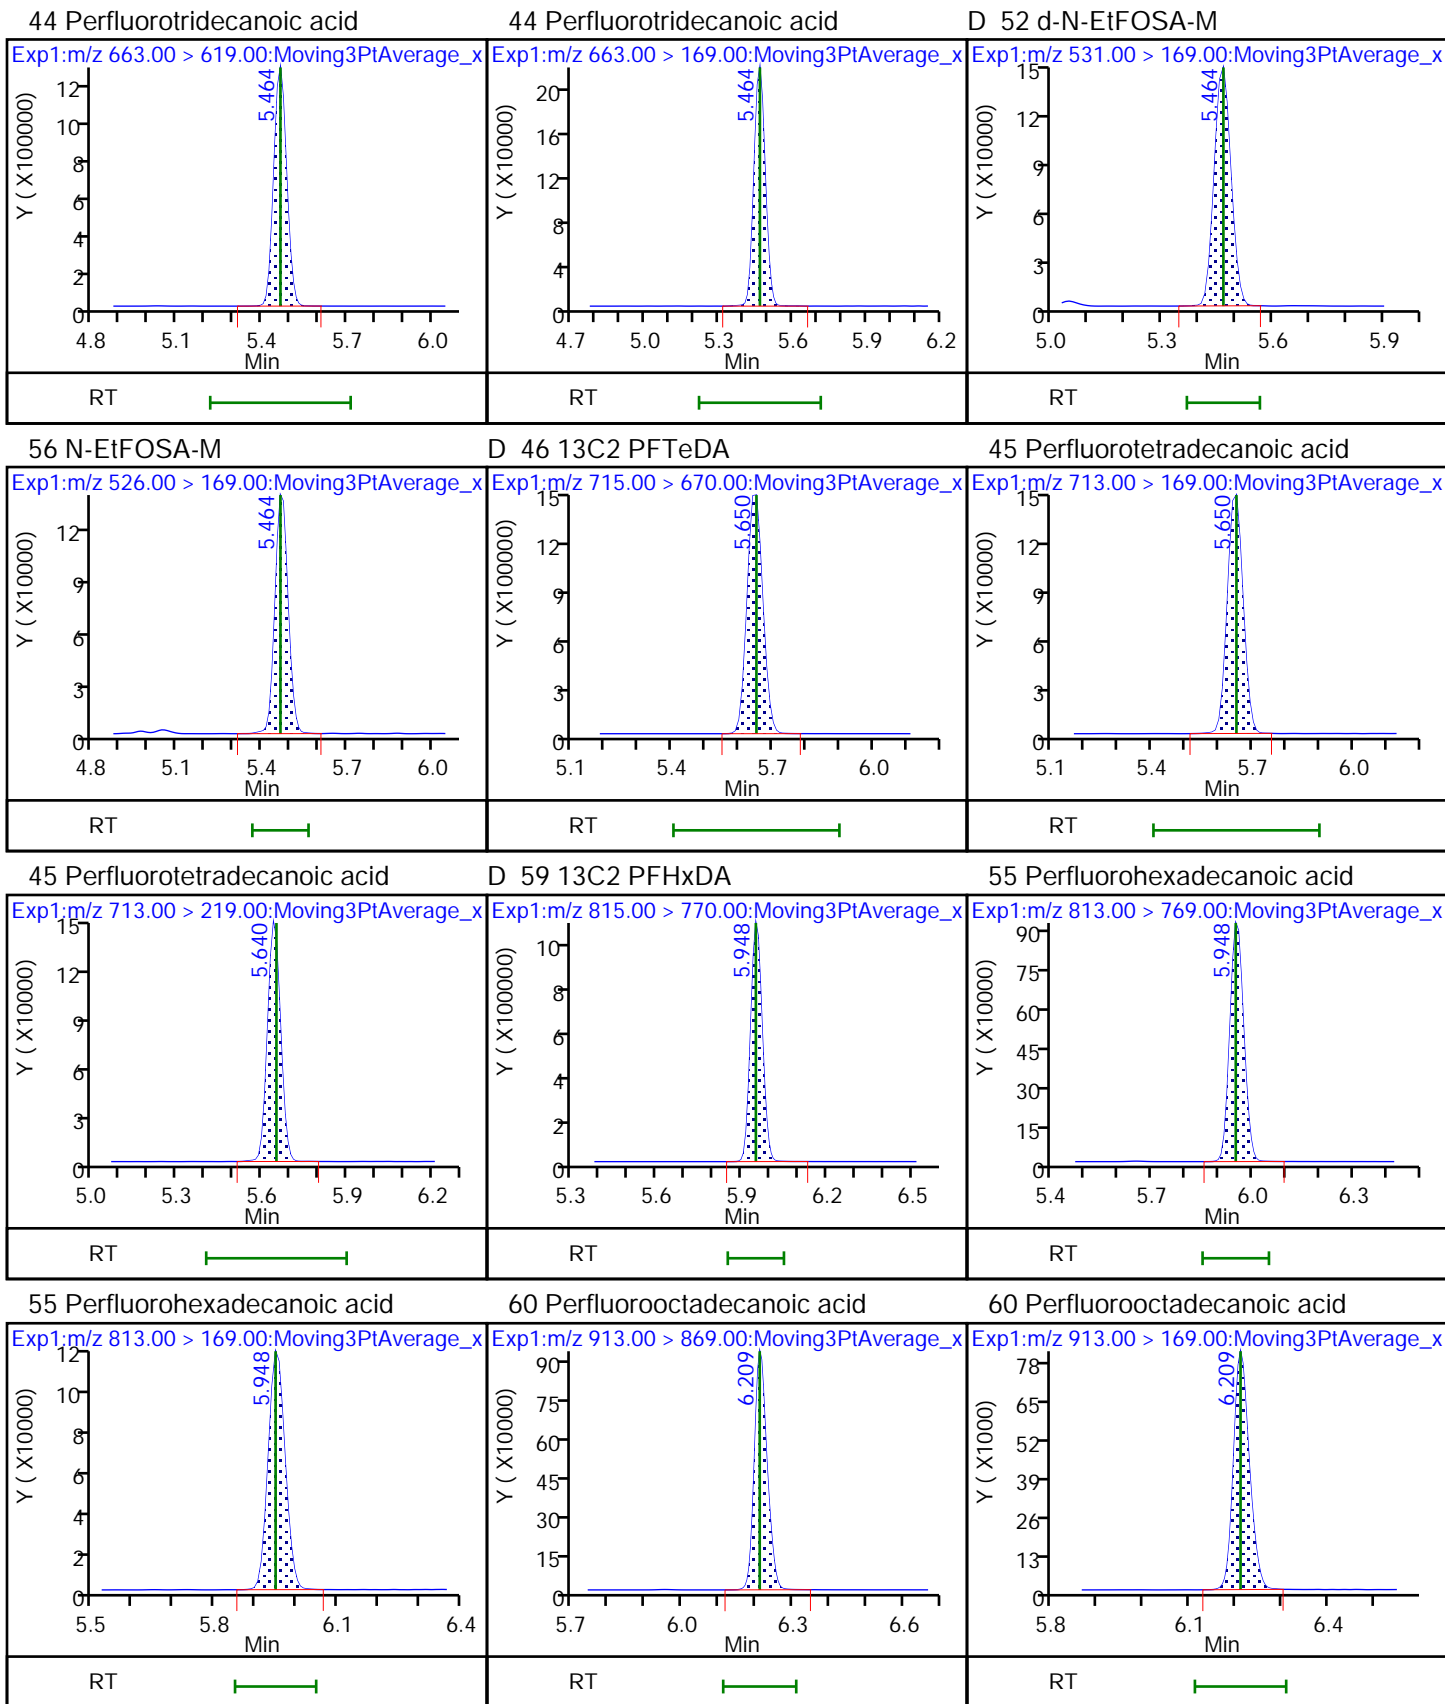 44 Perfluorotridecanoic acid
Exp1:m/z 663.00 > 619.00:Moving3PtAverage_x
5.464
Y ( X100000)
12
10
8
6
4
2
0
4.8 5.1 5.4 5.7 6.0
Min
RT
44 Perfluorotridecanoic acid
Exp1:m/z 663.00 > 169.00:Moving3PtAverage_x
5.464
Y ( X10000)
20
16
12
8
4
0
4.7 5.0 5.3 5.6 5.9 6.2
Min
RT
D 52 d-N-EtFOSA-M
Exp1:m/z 531.00 > 169.00:Moving3PtAverage_x
5.464
Y ( X10000)
15
12
9
6
3
0
5.0 5.3 5.6 5.9
Min
RT
56 N-EtFOSA-M
Exp1:m/z 526.00 > 169.00:Moving3PtAverage_x
5.464
Y ( X10000)
12
9
6
3
0
4.8 5.1 5.4 5.7 6.0
Min
RT
D 46 13C2 PFTeDA
Exp1:m/z 715.00 > 670.00:Moving3PtAverage_x
5.650
Y ( X100000)
15
12
9
6
3
0
5.1 5.4 5.7 6.0
Min
RT
45 Perfluorotetradecanoic acid
Exp1:m/z 713.00 > 169.00:Moving3PtAverage_x
5.650
Y ( X10000)
15
12
9
6
3
0
5.1 5.4 5.7 6.0
Min
RT
45 Perfluorotetradecanoic acid
Exp1:m/z 713.00 > 219.00:Moving3PtAverage_x
5.640
Y ( X10000)
15
12
9
6
3
0
5.0 5.3 5.6 5.9 6.2
Min
RT
D 59 13C2 PFHxDA
Exp1:m/z 815.00 > 770.00:Moving3PtAverage_x
5.948
Y ( X100000)
10
8
6
4
2
0
5.3 5.6 5.9 6.2 6.5
Min
RT
55 Perfluorohexadecanoic acid
Exp1:m/z 813.00 > 769.00:Moving3PtAverage_x
5.948
Y ( X10000)
90
75
60
45
30
15
0
5.4 5.7 6.0 6.3
Min
RT
55 Perfluorohexadecanoic acid
Exp1:m/z 813.00 > 169.00:Moving3PtAverage_x
5.948
Y ( X10000)
12
10
8
6
4
2
0
5.5 5.8 6.1 6.4
Min
RT
60 Perfluorooctadecanoic acid
Exp1:m/z 913.00 > 869.00:Moving3PtAverage_x
6.209
Y ( X10000)
90
75
60
45
30
15
0
5.7 6.0 6.3 6.6
Min
RT
60 Perfluorooctadecanoic acid
Exp1:m/z 913.00 > 169.00:Moving3PtAverage_x
6.209
Y ( X1000)
78
65
52
39
26
13
0
5.8 6.1 6.4
Min
RT